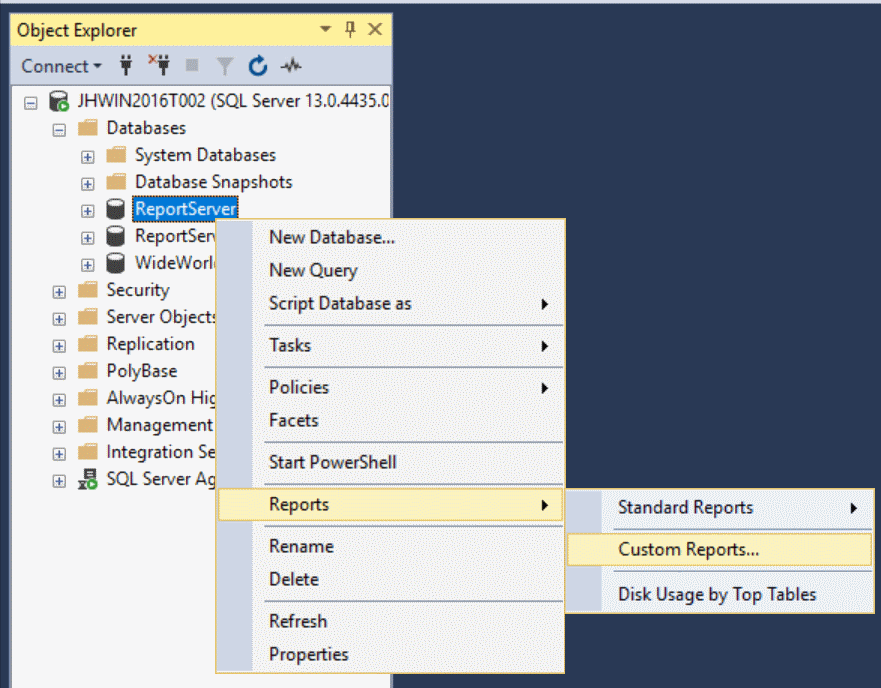 Object Explorer
Connect
JHWIN2016T002 (SQL Server 13.0.4435.0
Databases
System Databases
Database Snapshots
ReportServer
ReportSer
WideWorl
Security
Server Objects
Replication
PolyBase
AlwaysOn Hig
Management
Integration Se
SQL Server Ag
New Database...
New Query
Script Database as
Tasks
Policies
Facets
Start PowerShell
Reports
Rename
Delete
Refresh
Properties
Standard Reports
Custom Reports...
Disk Usage by Top Tables